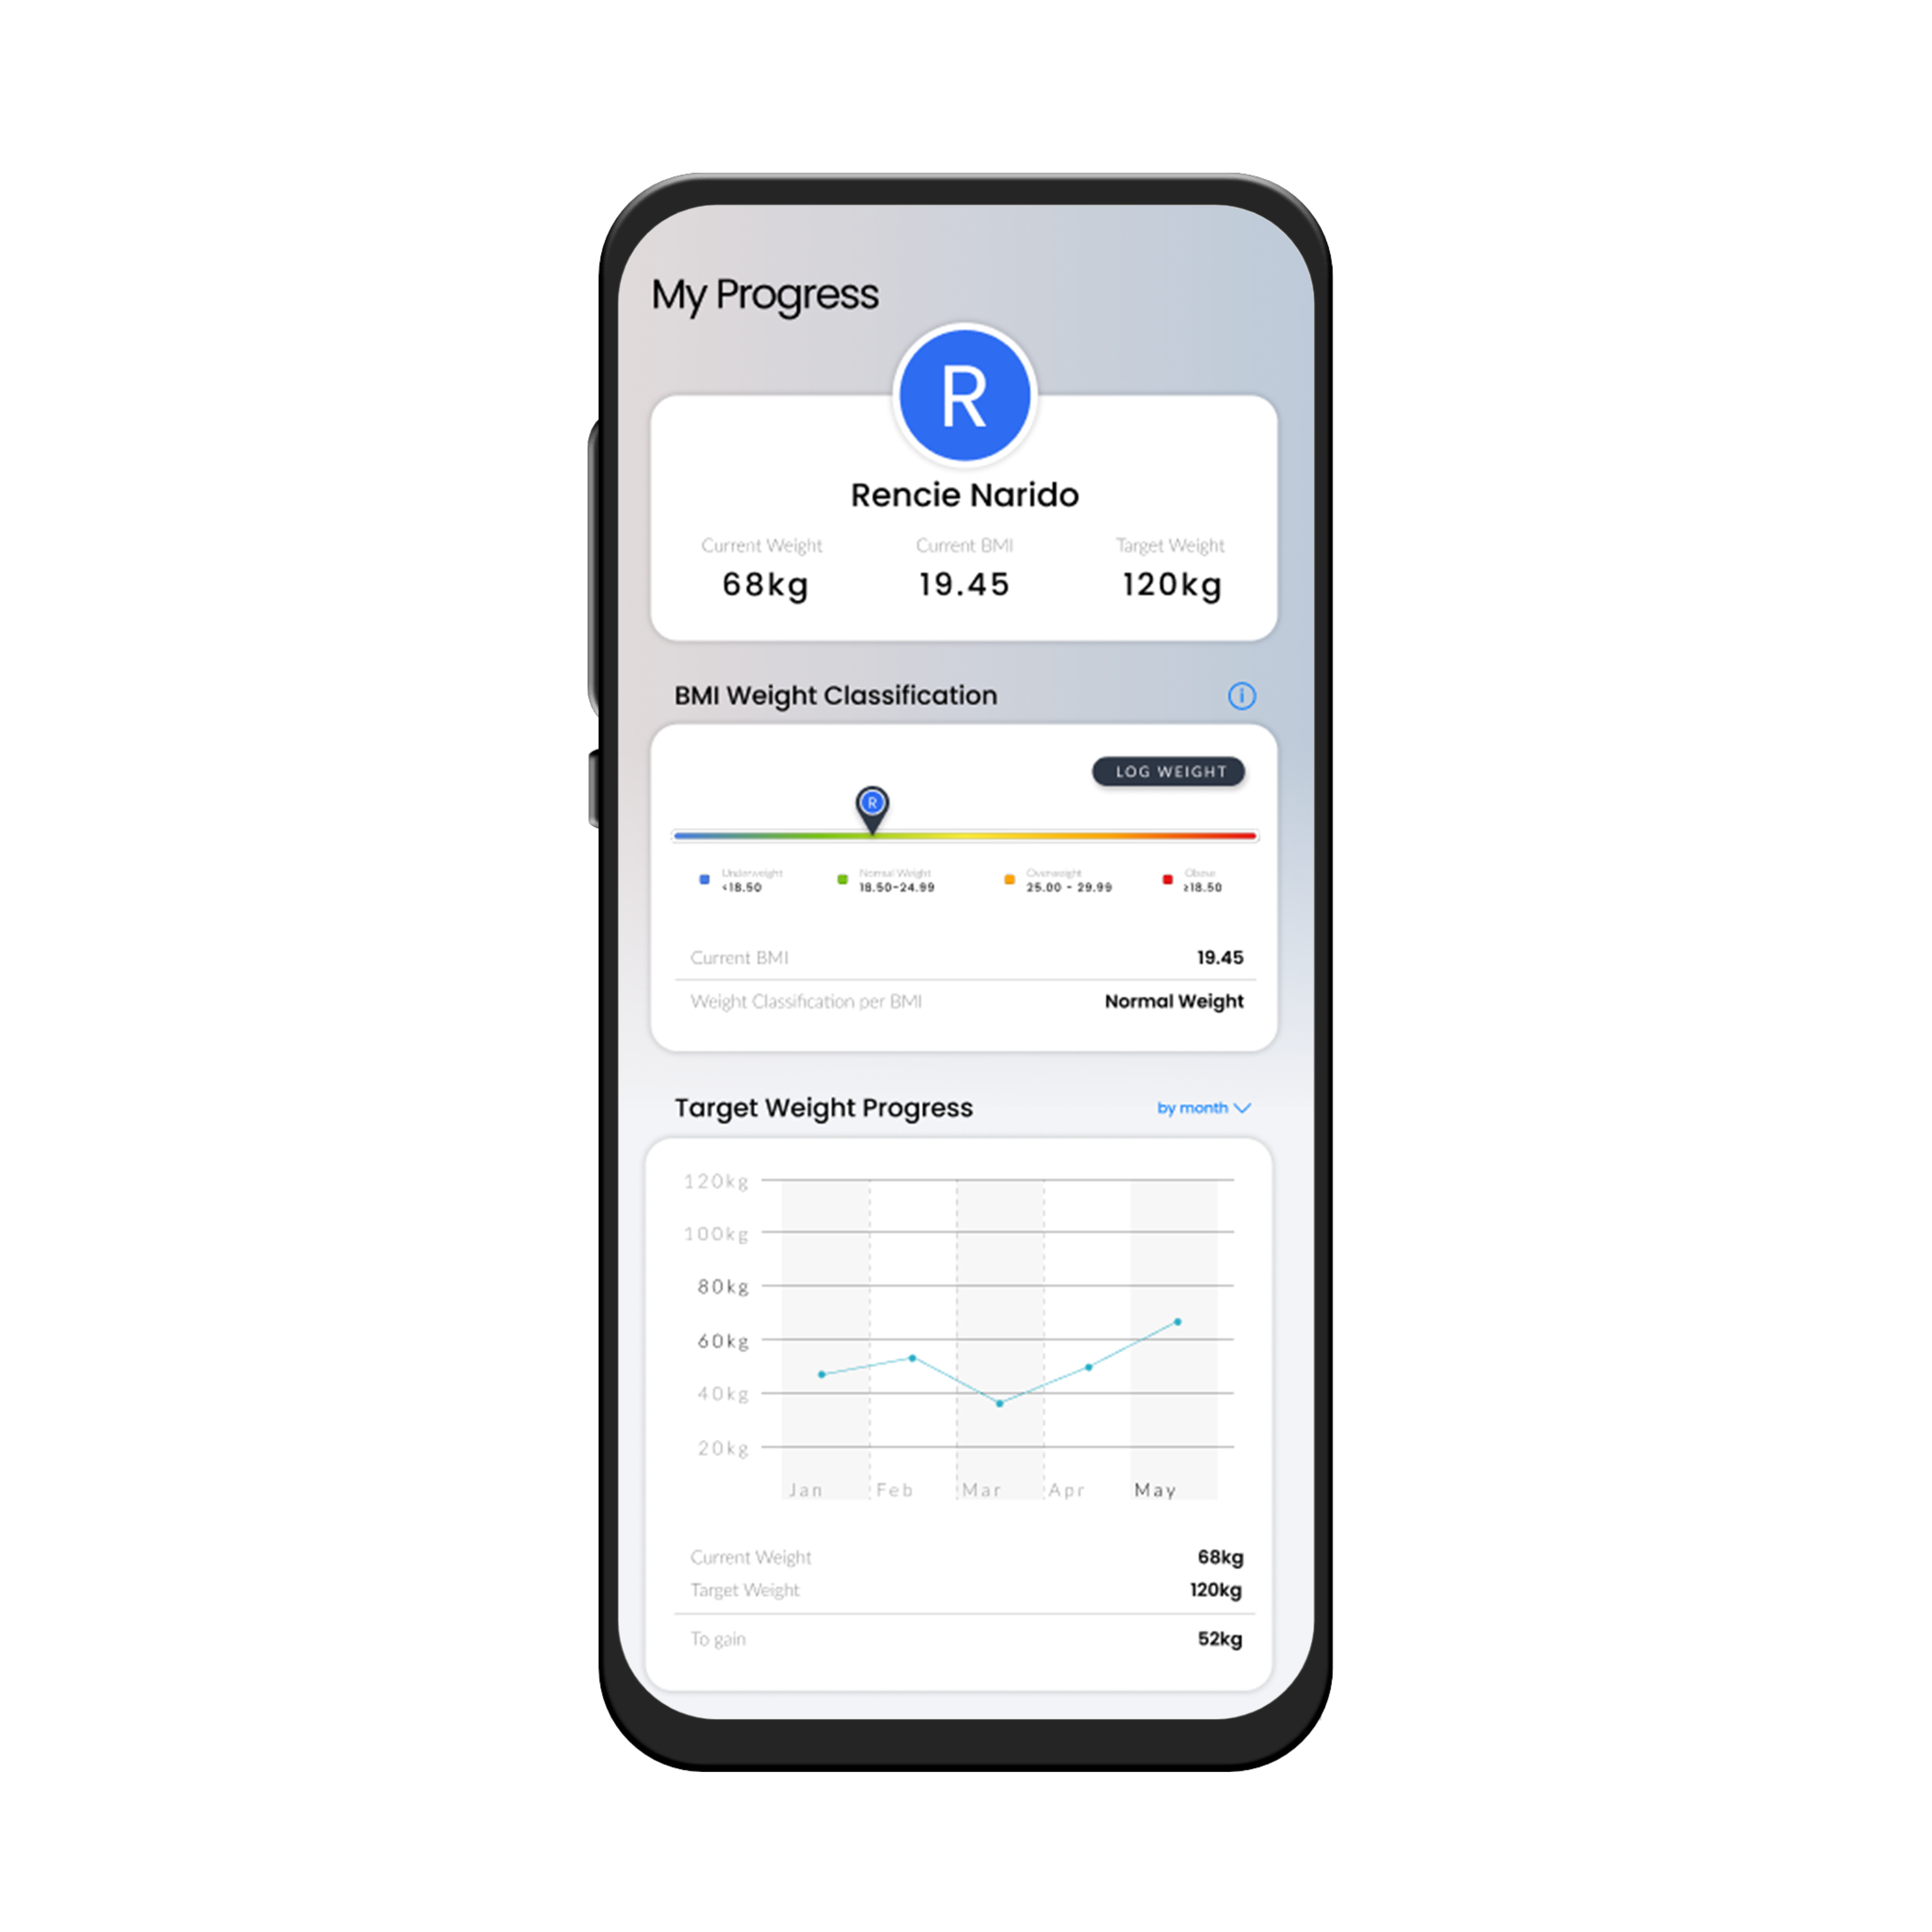 My Progress
R
Rencie Narido
Current Weight Current BMI Target Weight
68kg 19.45 120kg
BMI Weight Classification i
LOG WEIGHT
R
Underweight Normal Weight Overweight Obese
<18.50 18.50-24.99 25.00 - 29.99 ≥18.50
Current BMI 19.45
Weight Classification per BMI Normal Weight
Target Weight Progress by month
120kg
100kg
80kg
60kg
40kg
20kg
Jan Feb Mar Apr May
Current Weight 68kg
Target Weight 120kg
To gain 52kg